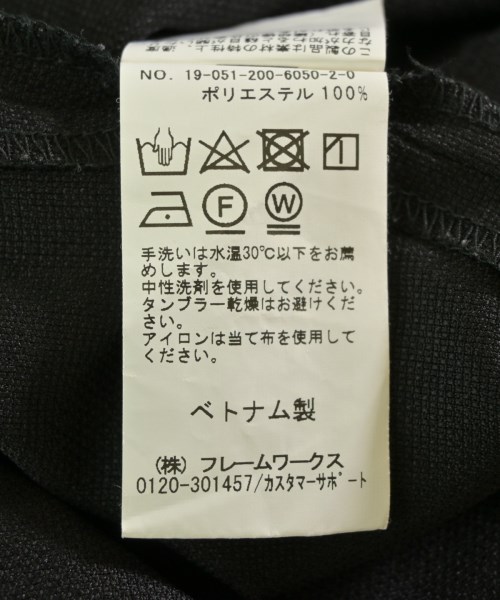 NO. 19-051-200-6050-2-0
ポリエステル 100%
F
W
手洗いは水温30℃以下をお薦
めします。
中性洗剤を使用してください。
タンブラー乾燥はお避けくだ
さい。
アイロンは当て布を使用して
ください。
ベトナム製
(株) フレームワークス
0120-301457/カスタマーサポート